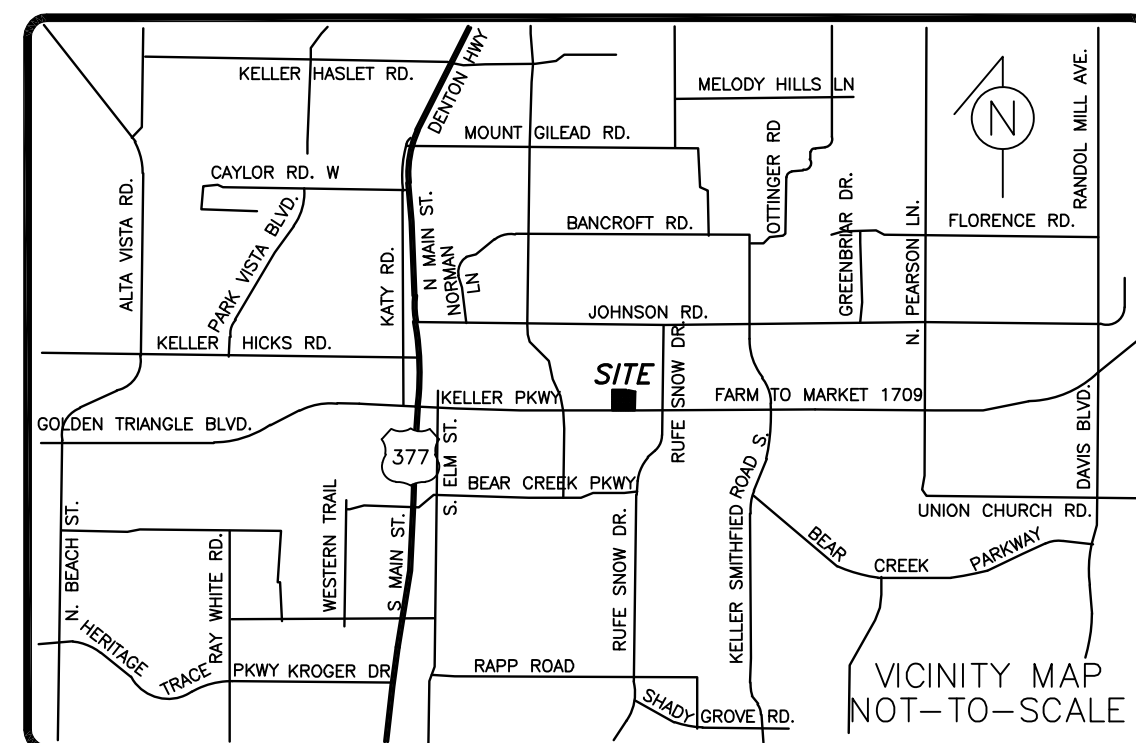 DENTON HWY
KELLER HASLET RD.
MELODY HILLS LN
RANDOL MILL AVE.
N
MOUNT GILEAD RD.
OTTINGER RD
CAYLOR RD. W
ALTA VISTA RD.
PARK VISTA BLVD.
N MAIN ST.
NORMAN
LN
BANCROFT RD.
GREENBRIAR DR.
N. PEARSON LN.
FLORENCE RD.
KATY RD.
JOHNSON RD.
KELLER HICKS RD.
SITE
RUFE SNOW DR.
KELLER PKWY
FARM TO MARKET 1709
GOLDEN TRIANGLE BLVD.
DAVIS BLVD.
377
S. ELM ST.
BEAR CREEK PKWY
KELLER SMITHFIED ROAD S.
UNION CHURCH RD.
N. BEACH ST.
WESTERN TRAIL
S MAIN ST.
RUFE SNOW DR.
BEAR CREEK PARKWAY
RAY WHITE RD.
HERITAGE TRACE PKWY
KROGER DR
RAPP ROAD
SHADY GROVE RD.
VICINITY MAP
NOT-TO-SCALE